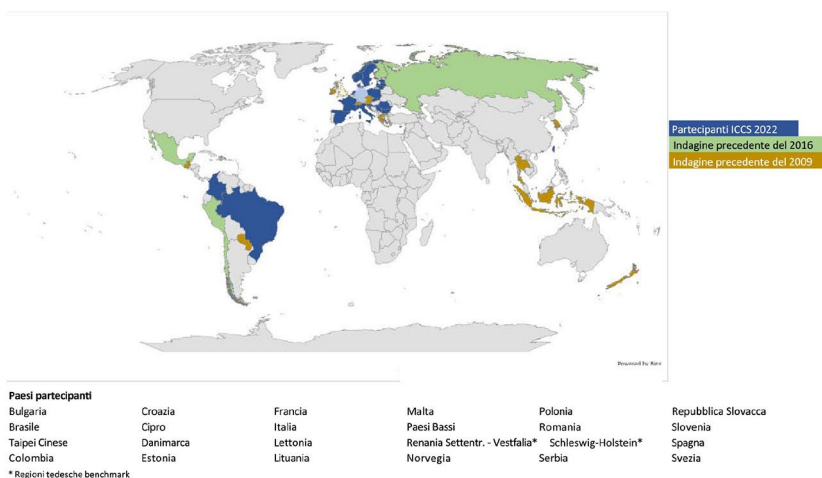 Partecipanti ICCS 2022
Indagine precedente del 2016
Indagine precedente del 2009
Powered by Bing
Paesi partecipanti
Bulgaria Croazia Francia Malta Polonia Repubblica Slovacca
Brasile Cipro Italia Paesi Bassi Romania Slovenia
Taipei Cinese Danimarca Lettonia Renania Settentr. - Vestfalia* Schleswig-Holstein* Spagna
Colombia Estonia Lituania Norvegia Serbia Svezia
* Regioni tedesche benchmark